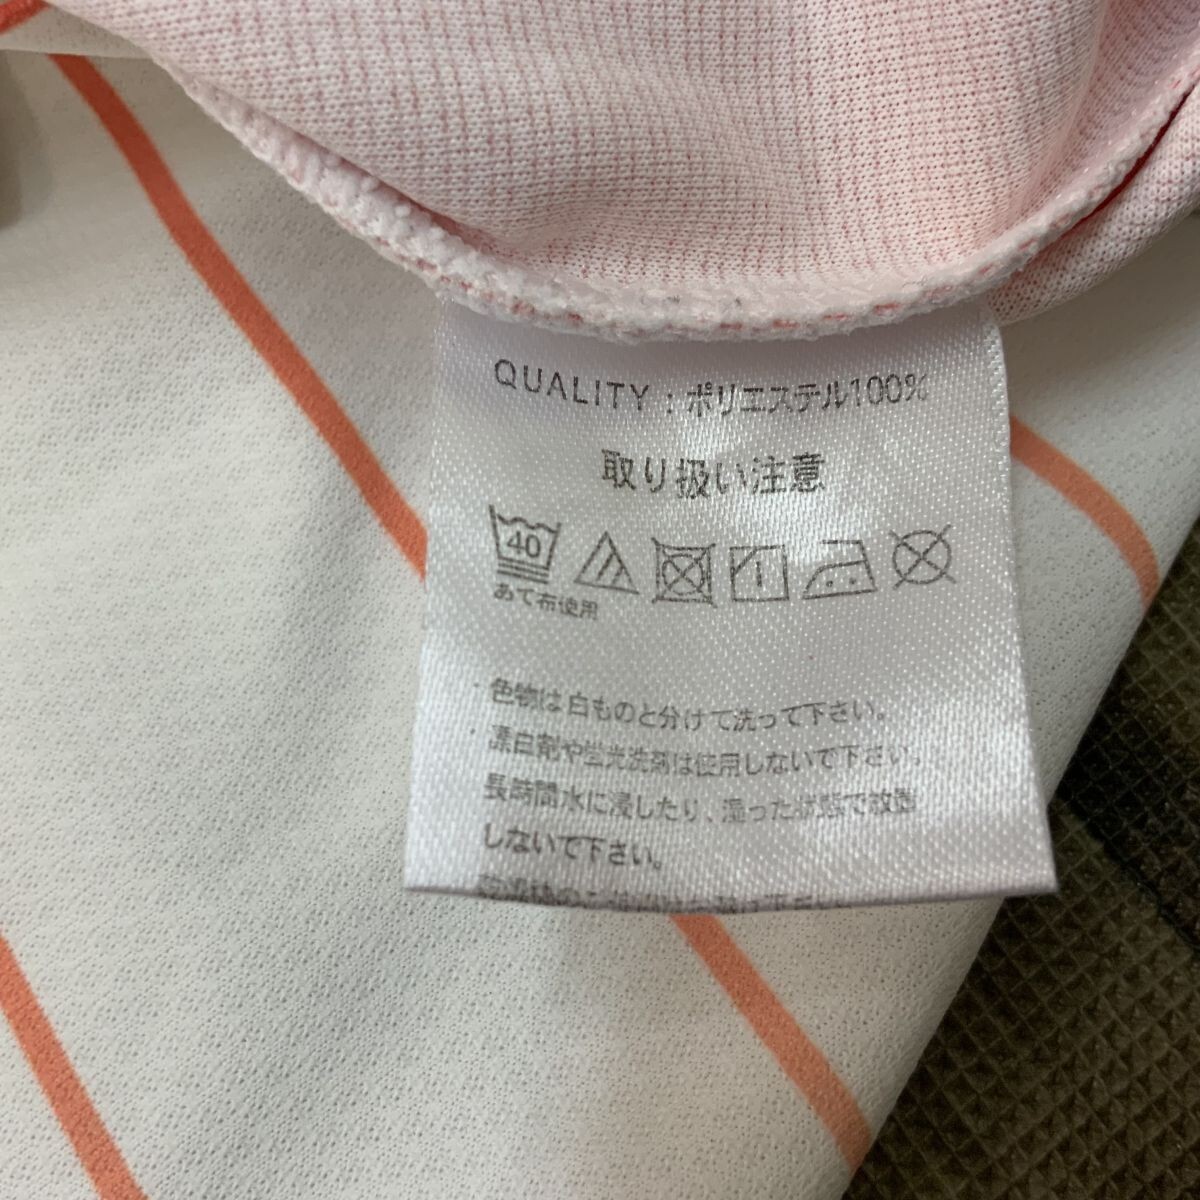 QUALITY : ポリエステル100%
取り扱い注意
40
あて布使用
色物は白ものと分けて洗って下さい。
漂白剤や蛍光洗剤は使用しないで下さい。
長時間水に浸したり、湿った状態で放置
しないで下さい。